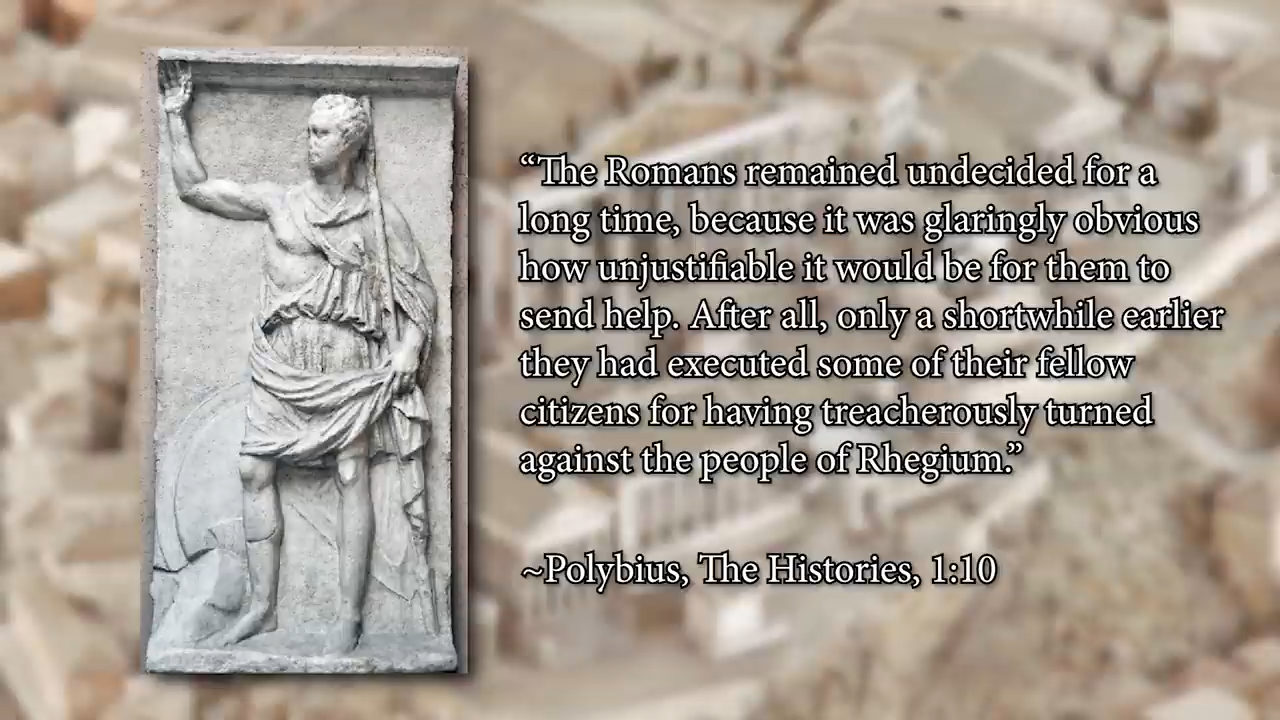 “The Romans remained undecided for a
long time, because it was glaringly obvious
how unjustifiable it would be for them to
send help. After all, only a shortwhile earlier
they had executed some of their fellow
citizens for having treacherously turned
against the people of Rhegium.”
~Polybius, The Histories, 1:10